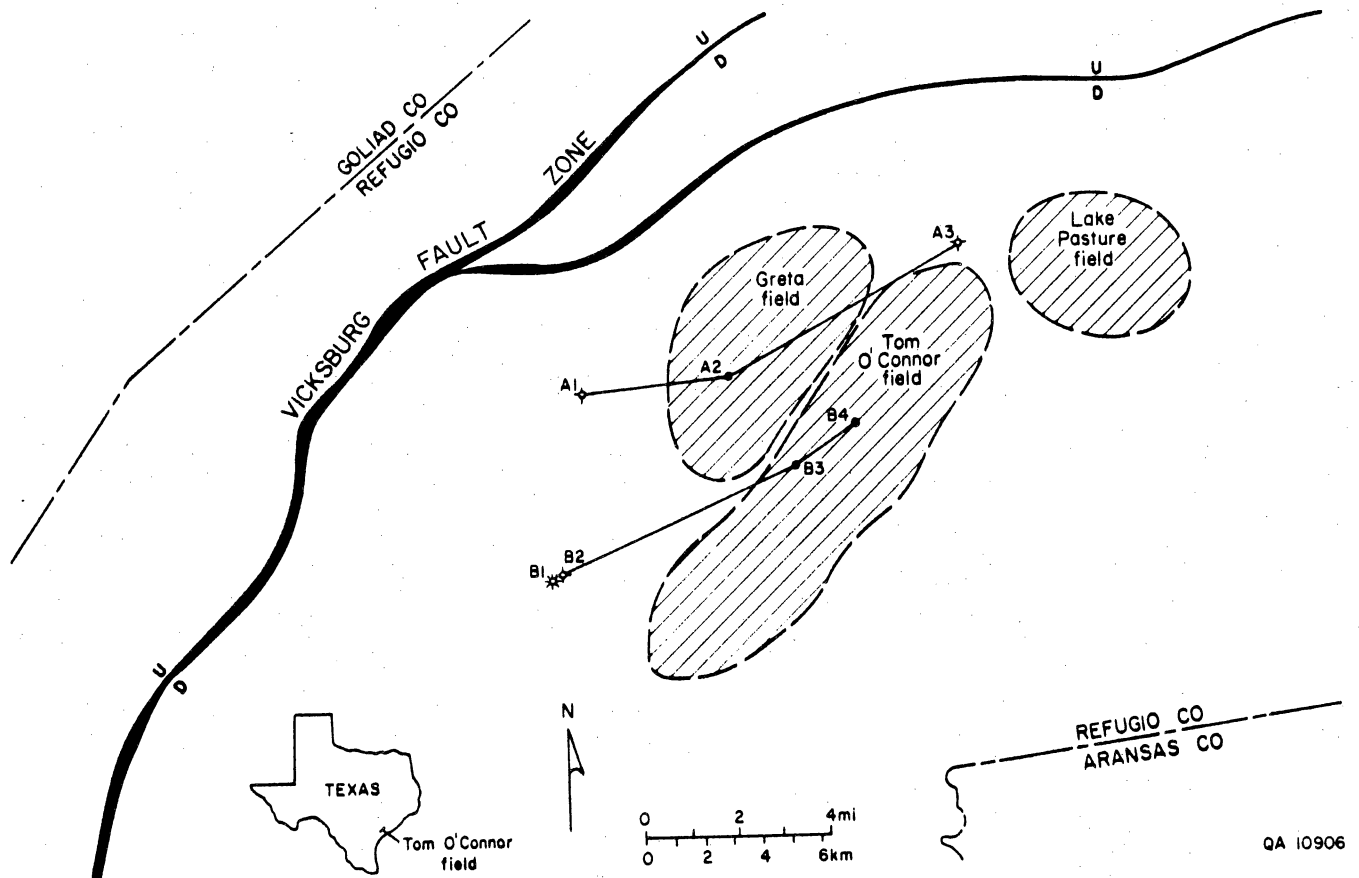 GOLIAD CO
REFUGIO CO
U
D
U
D
VICKSBURG FAULT ZONE
Lake
Pasture
field
A3
Greta
field
Tom
O'Connor
field
A1
A2
B4
B3
B2
B1
U
D
N
TEXAS
Tom O'Connor
field
0 2 4mi
0 2 4 6km
REFUGIO CO
ARANSAS CO
QA 10906